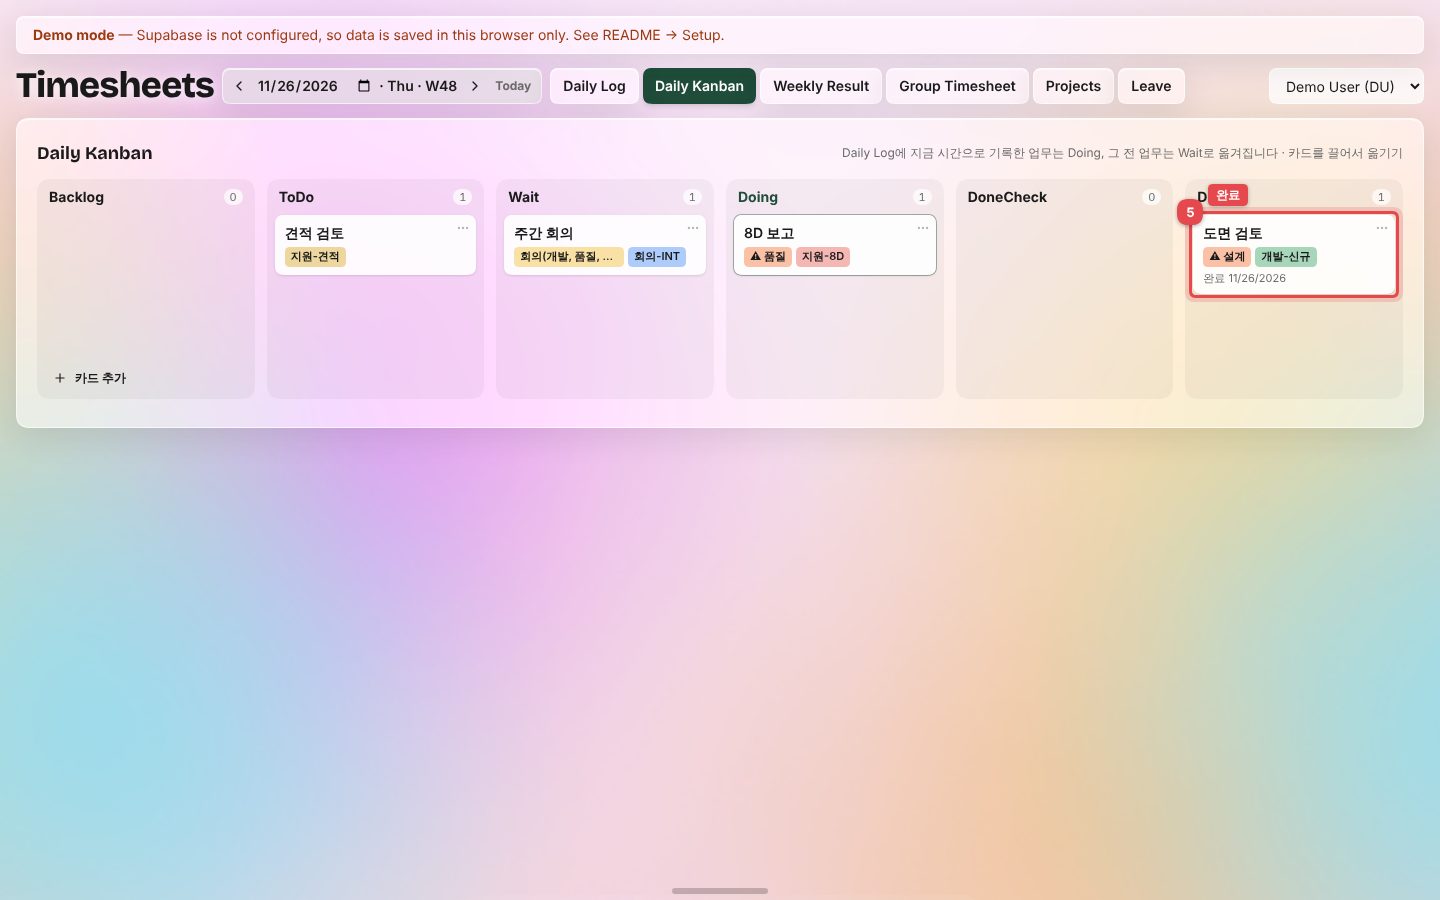 Demo mode — Supabase is not configured, so data is saved in this browser only. See README → Setup.
Timesheets
11/26/2026 · Thu · W48 Today
Daily Log
Daily Kanban
Weekly Result
Group Timesheet
Projects
Leave
Demo User (DU)
Daily Kanban
Daily Log에 지금 시간으로 기록한 업무는 Doing, 그 전 업무는 Wait로 옮겨집니다 · 카드를 끌어서 옮기기
Backlog 0
카드 추가
ToDo 1
견적 검토
지원-견적
Wait 1
주간 회의
회의(개발, 품질, ... 회의-INT
Doing 1
8D 보고
⚠ 품질 지원-8D
DoneCheck 0
D 완료 1
5
도면 검토
⚠ 설계 개발-신규
완료 11/26/2026